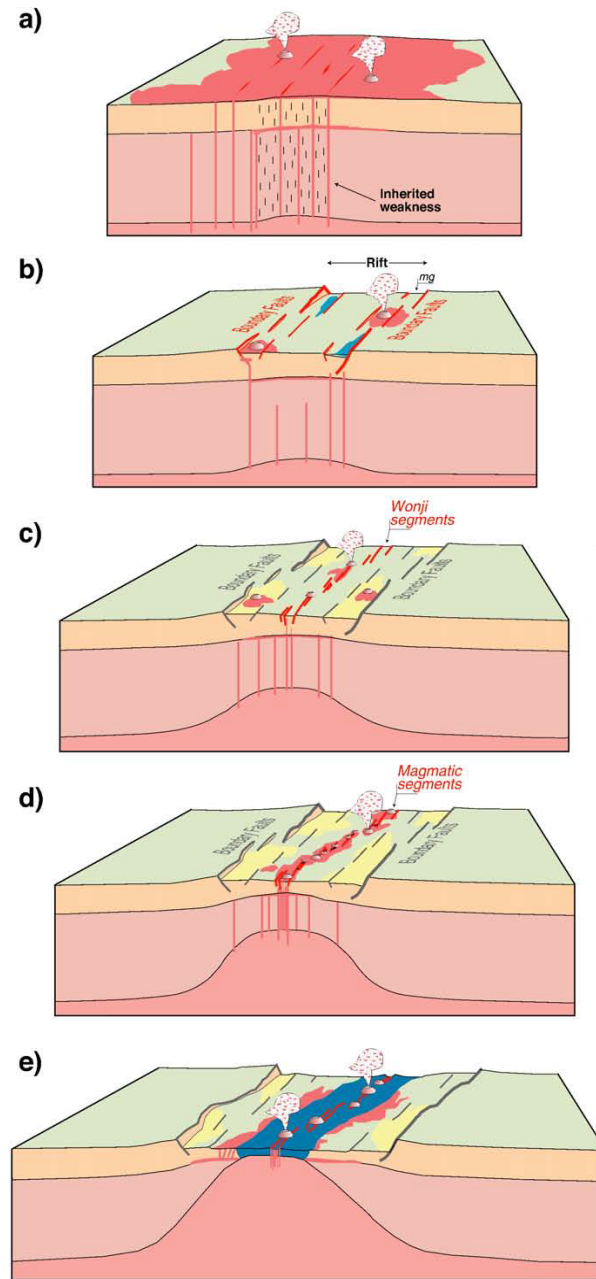 a)
Inherited
weakness
b)
Rift
mg
Boundary Faults
Boundary Faults
c)
Wonji
segments
Boundary Faults
Boundary Faults
d)
Magmatic
segments
Boundary Faults
Boundary Faults
e)